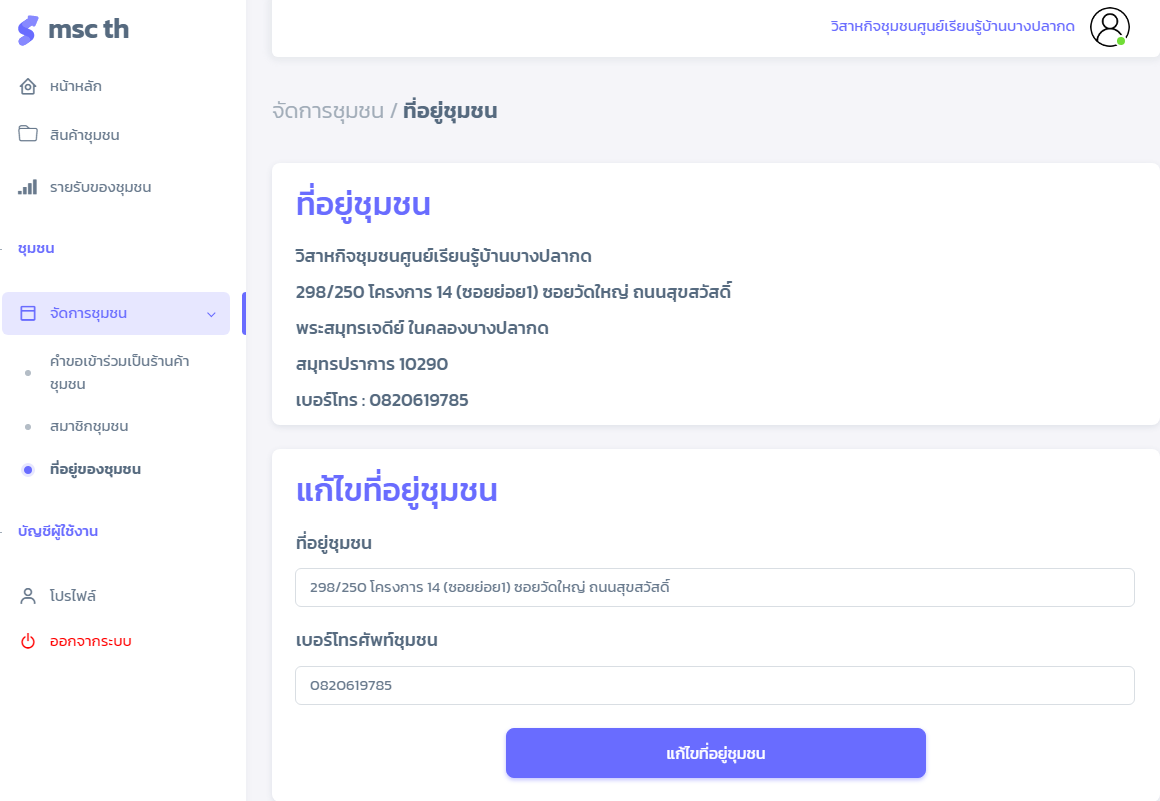 msc th
หน้าหลัก
สินค้าชุมชน
รายรับของชุมชน
ชุมชน
จัดการชุมชน
คำขอเข้าร่วมเป็นร้านค้า
ชุมชน
สมาชิกชุมชน
ที่อยู่ของชุมชน
บัญชีผู้ใช้งาน
โปรไฟล์
ออกจากระบบ
วิสาหกิจชุมชนศูนย์เรียนรู้บ้านบางปลากด
จัดการชุมชน / ที่อยู่ชุมชน
ที่อยู่ชุมชน
วิสาหกิจชุมชนศูนย์เรียนรู้บ้านบางปลากด
298/250 โครงการ 14 (ซอยย่อย1) ซอยวัดใหญ่ ถนนสุขสวัสดิ์
พระสมุทรเจดีย์ ในคลองบางปลากด
สมุทรปราการ 10290
เบอร์โทร : 0820619785
แก้ไขที่อยู่ชุมชน
ที่อยู่ชุมชน
298/250 โครงการ 14 (ซอยย่อย1) ซอยวัดใหญ่ ถนนสุขสวัสดิ์
เบอร์โทรศัพท์ชุมชน
0820619785
แก้ไขที่อยู่ชุมชน